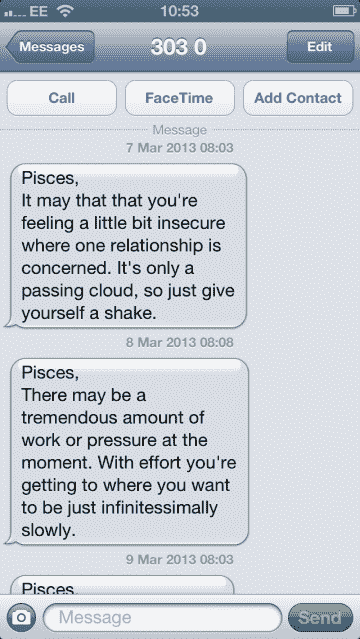 EE 10:53
Messages 303 0 Edit
Call FaceTime Add Contact
Message
7 Mar 2013 08:03
Pisces,
It may that that you're
feeling a little bit insecure
where one relationship is
concerned. It's only a
passing cloud, so just give
yourself a shake.
8 Mar 2013 08:08
Pisces,
There may be a
tremendous amount of
work or pressure at the
moment. With effort you're
getting to where you want
to be just infinitessimally
slowly.
9 Mar 2013 08:03
Pisces,
Message Send